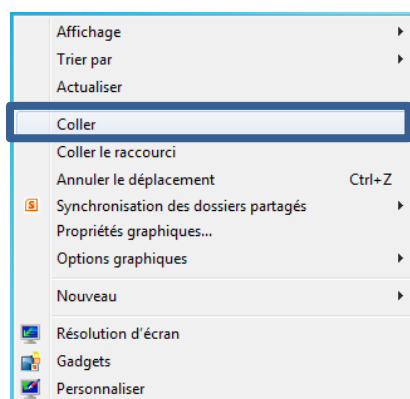 Affichage
Trier par
Actualiser
Coller
Coller le raccourci
Annuler le déplacement Ctrl+Z
Synchronisation des dossiers partagés
Propriétés graphiques...
Options graphiques
Nouveau
Résolution d'écran
Gadgets
Personnaliser